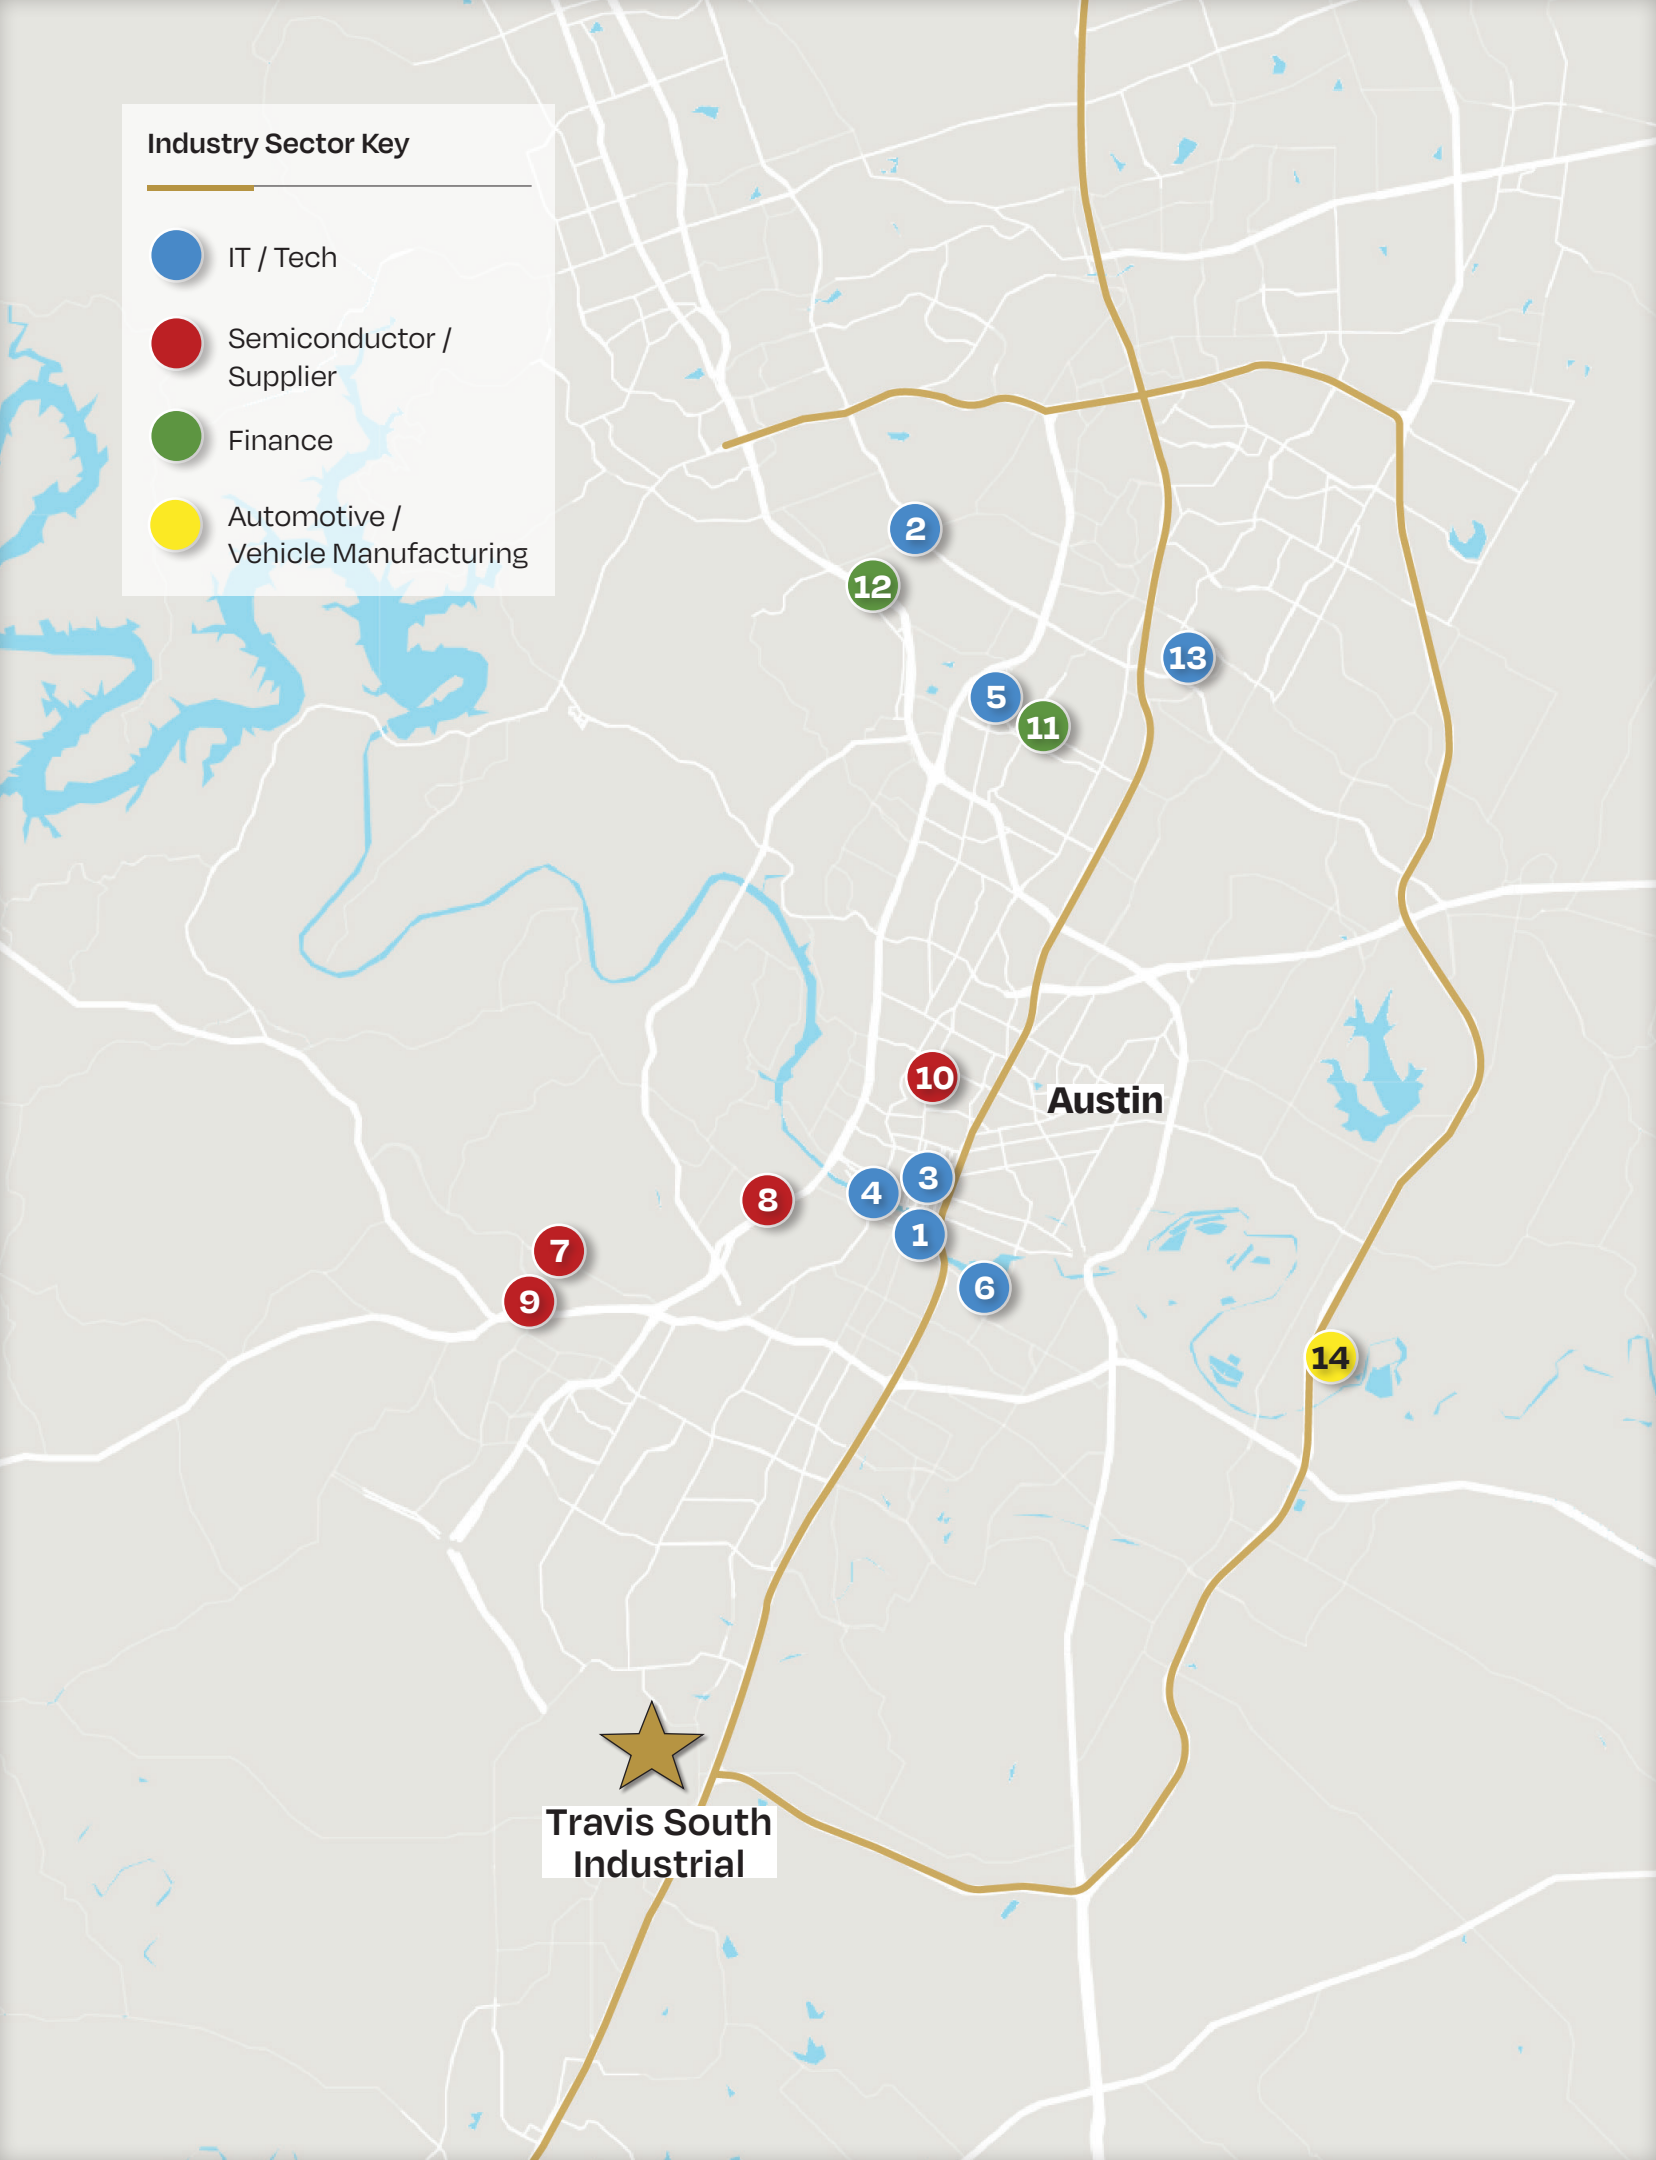 Industry Sector Key
IT / Tech
Semiconductor /
Supplier
Finance
Automotive /
Vehicle Manufacturing
2
12
13
5
11
10
Austin
3
4
8
1
7
6
9
14
Travis South
Industrial